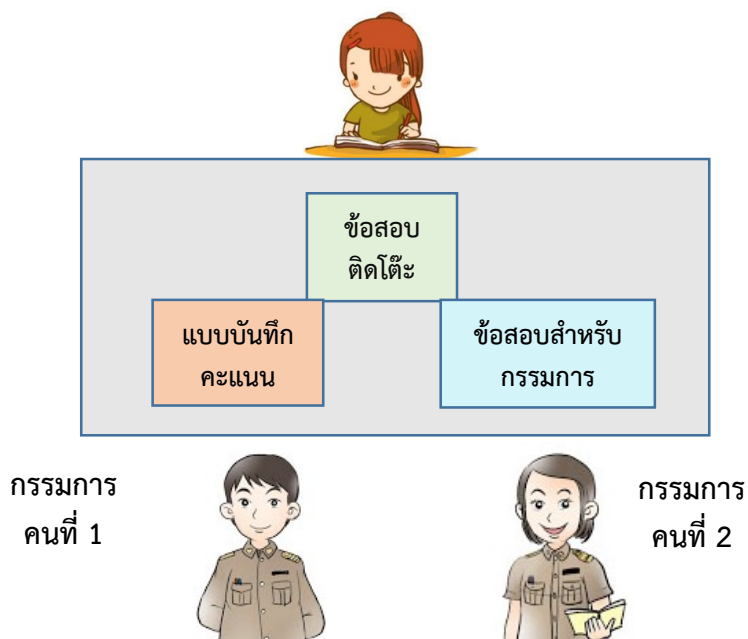 ข้อสอบ
ติดโต๊ะ
แบบบันทึก
คะแนน
ข้อสอบสำหรับ
กรรมการ
กรรมการ
คนที่ 1
กรรมการ
คนที่ 2